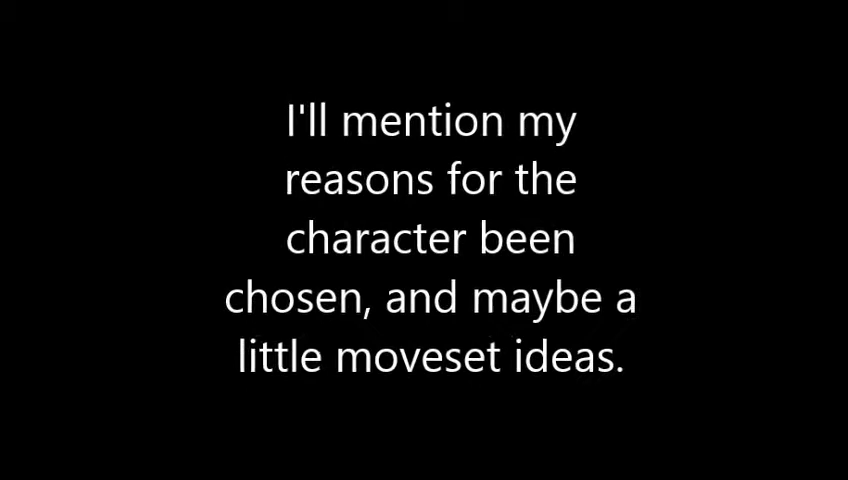 I'll mention my
reasons for the
character been
chosen, and maybe a
little moveset ideas.